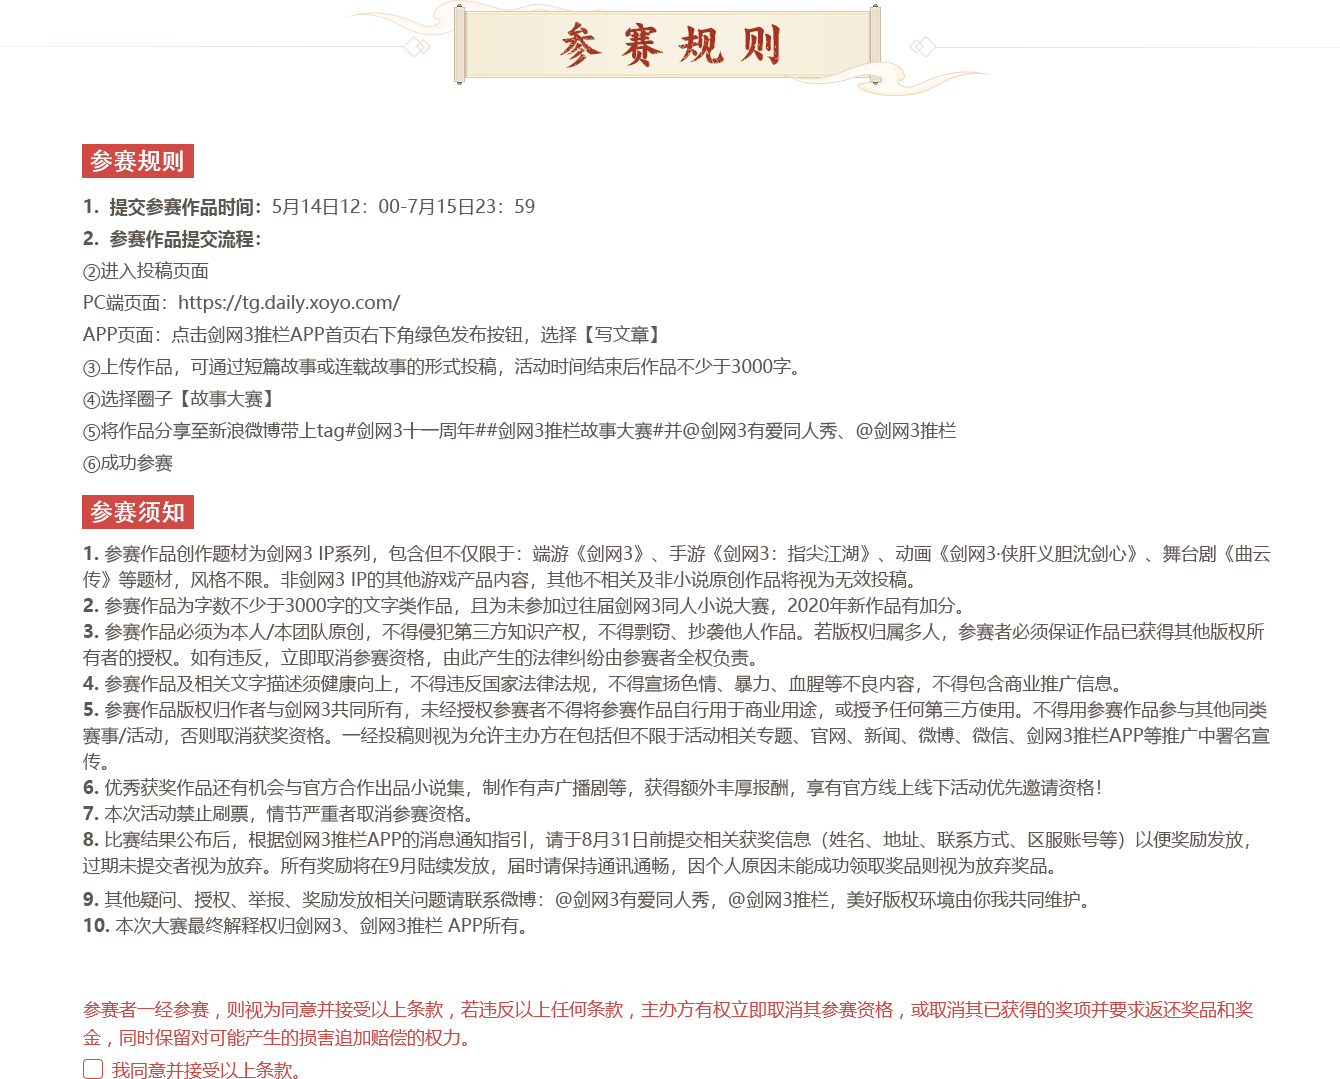 参赛规则
参赛规则
1. 提交参赛作品时间：5月14日12：00-7月15日23：59
2. 参赛作品提交流程：
②进入投稿页面
PC端页面：https://tg.daily.xoyo.com/
APP页面：点击剑网3推栏APP首页右下角绿色发布按钮，选择【写文章】
③上传作品，可通过短篇故事或连载故事的形式投稿，活动时间结束后作品不少于3000字。
④选择圈子【故事大赛】
⑤将作品分享至新浪微博带上tag#剑网3十一周年##剑网3推栏故事大赛#并@剑网3有爱同人秀、@剑网3推栏
⑥成功参赛
参赛须知
1. 参赛作品创作题材为剑网3 IP系列，包含但不仅限于：端游《剑网3》、手游《剑网3：指尖江湖》、动画《剑网3·侠肝义胆沈剑心》、舞台剧《曲云
传》等题材，风格不限。非剑网3 IP的其他游戏产品内容，其他不相关及非小说原创作品将视为无效投稿。
2. 参赛作品为字数不少于3000字的文字类作品，且为未参加过往届剑网3同人小说大赛，2020年新作品有加分。
3. 参赛作品必须为本人/本团队原创，不得侵犯第三方知识产权，不得剽窃、抄袭他人作品。若版权归属多人，参赛者必须保证作品已获得其他版权所
有者的授权。如有违反，立即取消参赛资格，由此产生的法律纠纷由参赛者全权负责。
4. 参赛作品及相关文字描述须健康向上，不得违反国家法律法规，不得宣扬色情、暴力、血腥等不良内容，不得包含商业推广信息。
5. 参赛作品版权归作者与剑网3共同所有，未经授权参赛者不得将参赛作品自行用于商业用途，或授予任何第三方使用。不得用参赛作品参与其他同类
赛事/活动，否则取消获奖资格。一经投稿则视为允许主办方在包括但不限于活动相关专题、官网、新闻、微博、微信、剑网3推栏APP等推广中署名宣
传。
6. 优秀获奖作品还有机会与官方合作出品小说集，制作有声广播剧等，获得额外丰厚报酬，享有官方线上线下活动优先邀请资格！
7. 本次活动禁止刷票，情节严重者取消参赛资格。
8. 比赛结果公布后，根据剑网3推栏APP的消息通知指引，请于8月31日前提交相关获奖信息（姓名、地址、联系方式、区服账号等）以便奖励发放，
过期未提交者视为放弃。所有奖励将在9月陆续发放，届时请保持通讯通畅，因个人原因未能成功领取奖品则视为放弃奖品。
9. 其他疑问、授权、举报、奖励发放相关问题请联系微博：@剑网3有爱同人秀，@剑网3推栏，美好版权环境由你我共同维护。
10. 本次大赛最终解释权归剑网3、剑网3推栏 APP所有。
参赛者一经参赛，则视为同意并接受以上条款，若违反以上任何条款，主办方有权立即取消其参赛资格，或取消其已获得的奖项并要求返还奖品和奖
金，同时保留对可能产生的损害追加赔偿的权力。
我同意并接受以上条款。